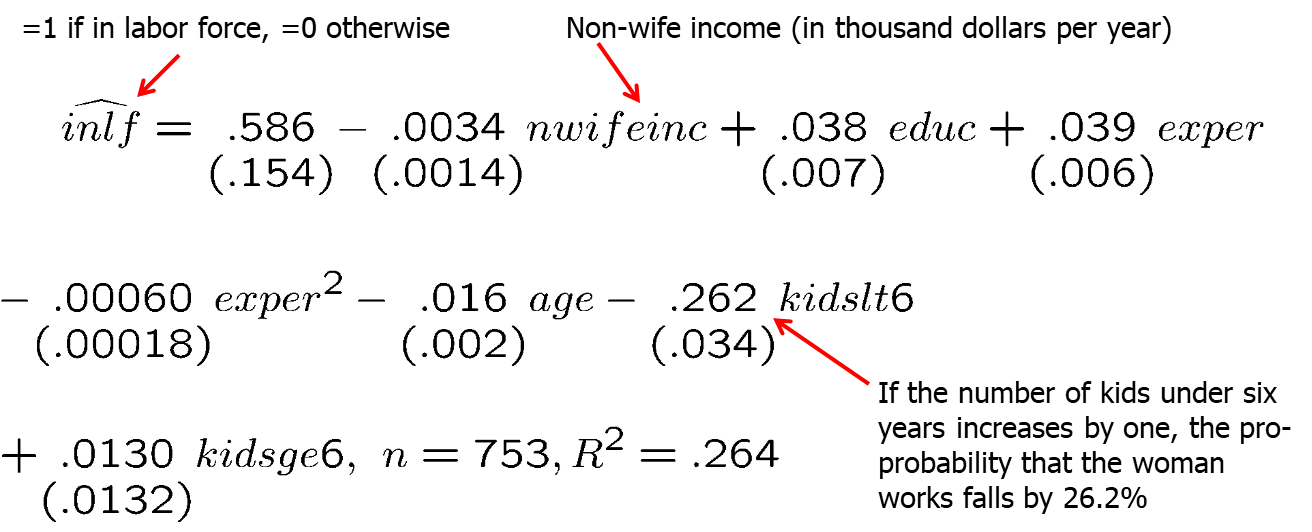 =1 if in labor force, =0 otherwise
Non-wife income (in thousand dollars per year)
$\widehat{inlf}$ = .586 − .0034 nwifeinc + .038 educ + .039 exper
(.154) (.0014) (.007) (.006)
− .00060 exper² − .016 age − .262 kidslt6
(.00018) (.002) (.034)
If the number of kids under six
years increases by one, the pro-
probability that the woman
works falls by 26.2%
+ .0130 kidsge6, n = 753, R² = .264
(.0132)